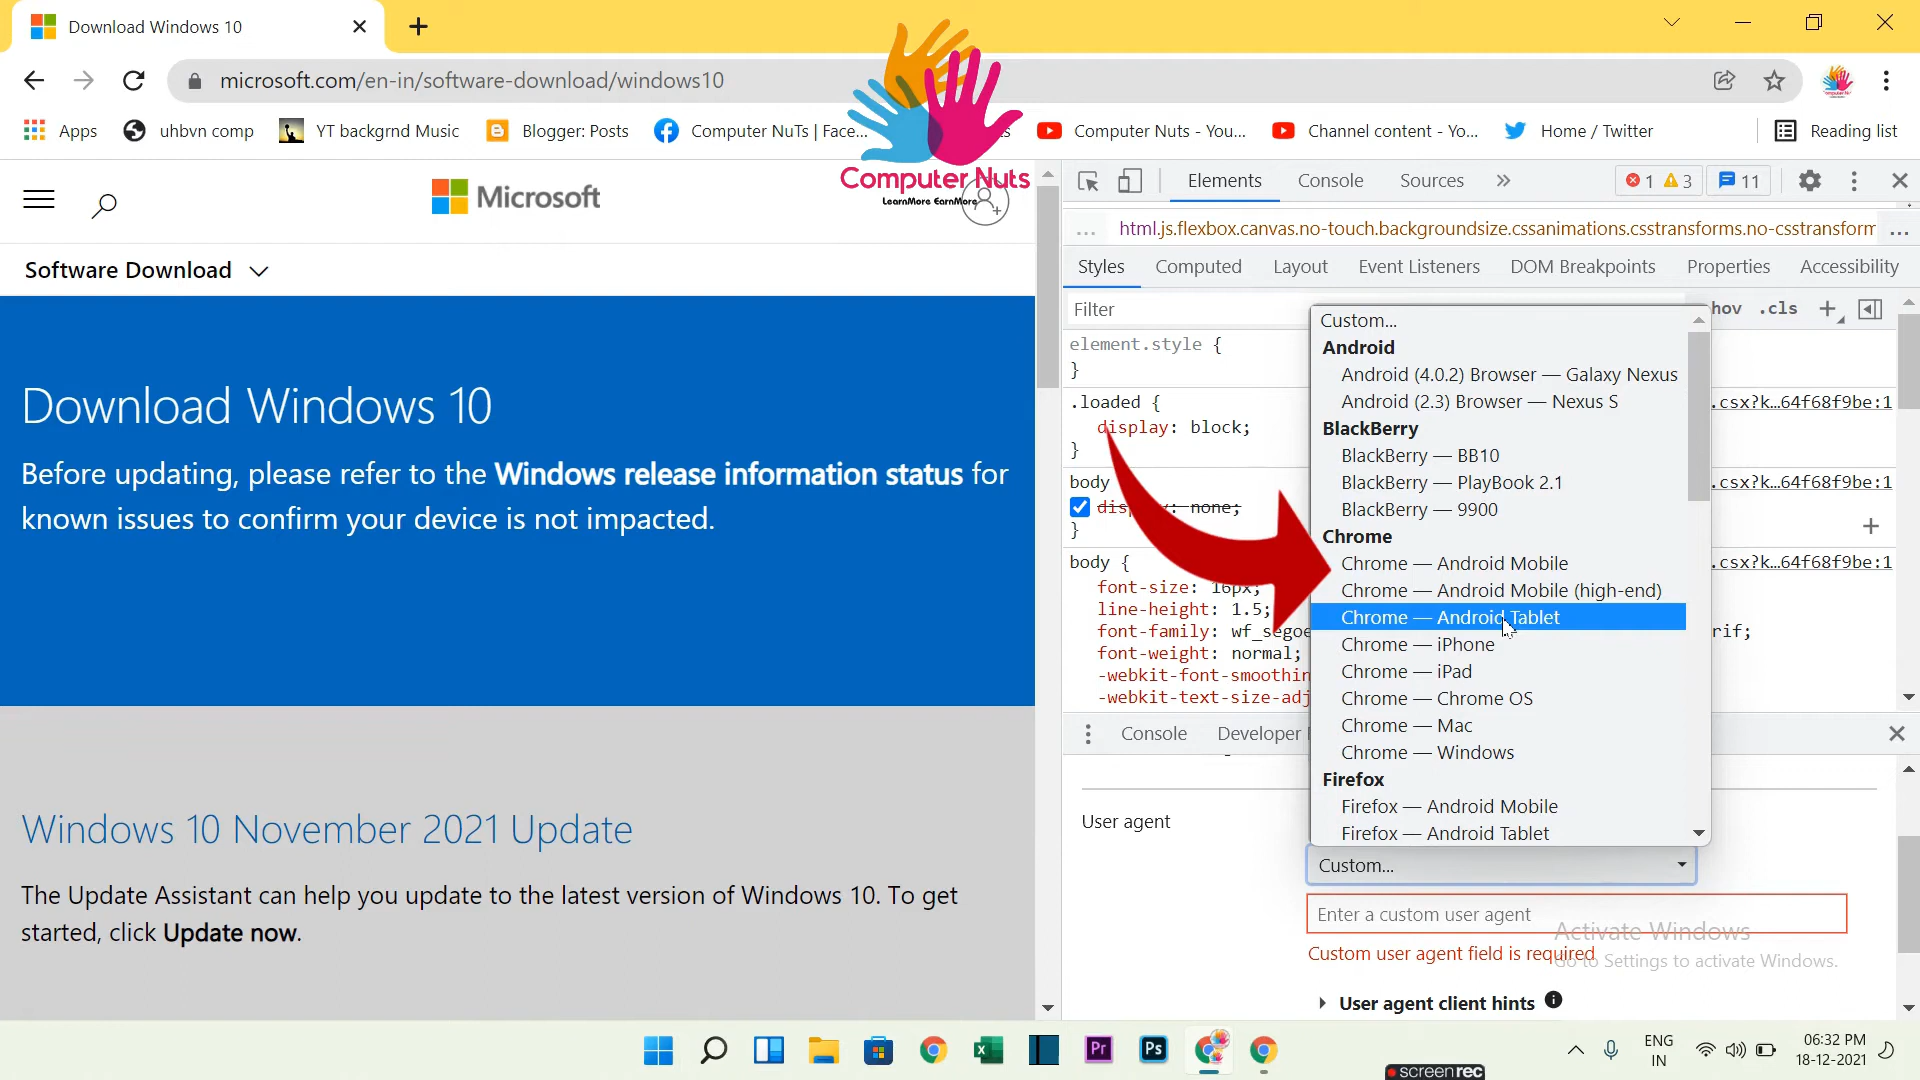 Download Windows 10
microsoft.com/en-in/software-download/windows10
Apps
uhbvn comp
YT backgrnd Music
Blogger: Posts
Computer NuTs | Face...
Computer Nuts - You...
Channel content - Yo...
Home / Twitter
Reading list
Computer Nuts
LearnMore EarnMore
Microsoft
Software Download
Download Windows 10
Before updating, please refer to the Windows release information status for
known issues to confirm your device is not impacted.
Windows 10 November 2021 Update
The Update Assistant can help you update to the latest version of Windows 10. To get
started, click Update now.
Elements
Console
Sources
1
3
11
...
html.js.flexbox.canvas.no-touch.backgroundsize.cssanimations.csstransforms.no-csstransform
...
Styles
Computed
Layout
Event Listeners
DOM Breakpoints
Properties
Accessibility
Filter
:hov
.cls
element.style {
}
.loaded {
.csx?k…64f68f9be:1
display: block;
}
body
.csx?k…64f68f9be:1
display: none;
}
body {
.csx?k…64f68f9be:1
font-size: 16px;
line-height: 1.5;
font-family: wf_segoe
rif;
font-weight: normal;
-webkit-font-smoothin
-webkit-text-size-adj
Custom...
Android
Android (4.0.2) Browser — Galaxy Nexus
Android (2.3) Browser — Nexus S
BlackBerry
BlackBerry — BB10
BlackBerry — PlayBook 2.1
BlackBerry — 9900
Chrome
Chrome — Android Mobile
Chrome — Android Mobile (high-end)
Chrome — Android Tablet
Chrome — iPhone
Chrome — iPad
Chrome — Chrome OS
Chrome — Mac
Chrome — Windows
Firefox
Firefox — Android Mobile
Firefox — Android Tablet
Console
Developer
User agent
Custom...
Enter a custom user agent
Custom user agent field is required
User agent client hints
Activate Windows
Go to Settings to activate Windows.
Pr
Ps
ENG
IN
06:32 PM
18-12-2021
screenrec